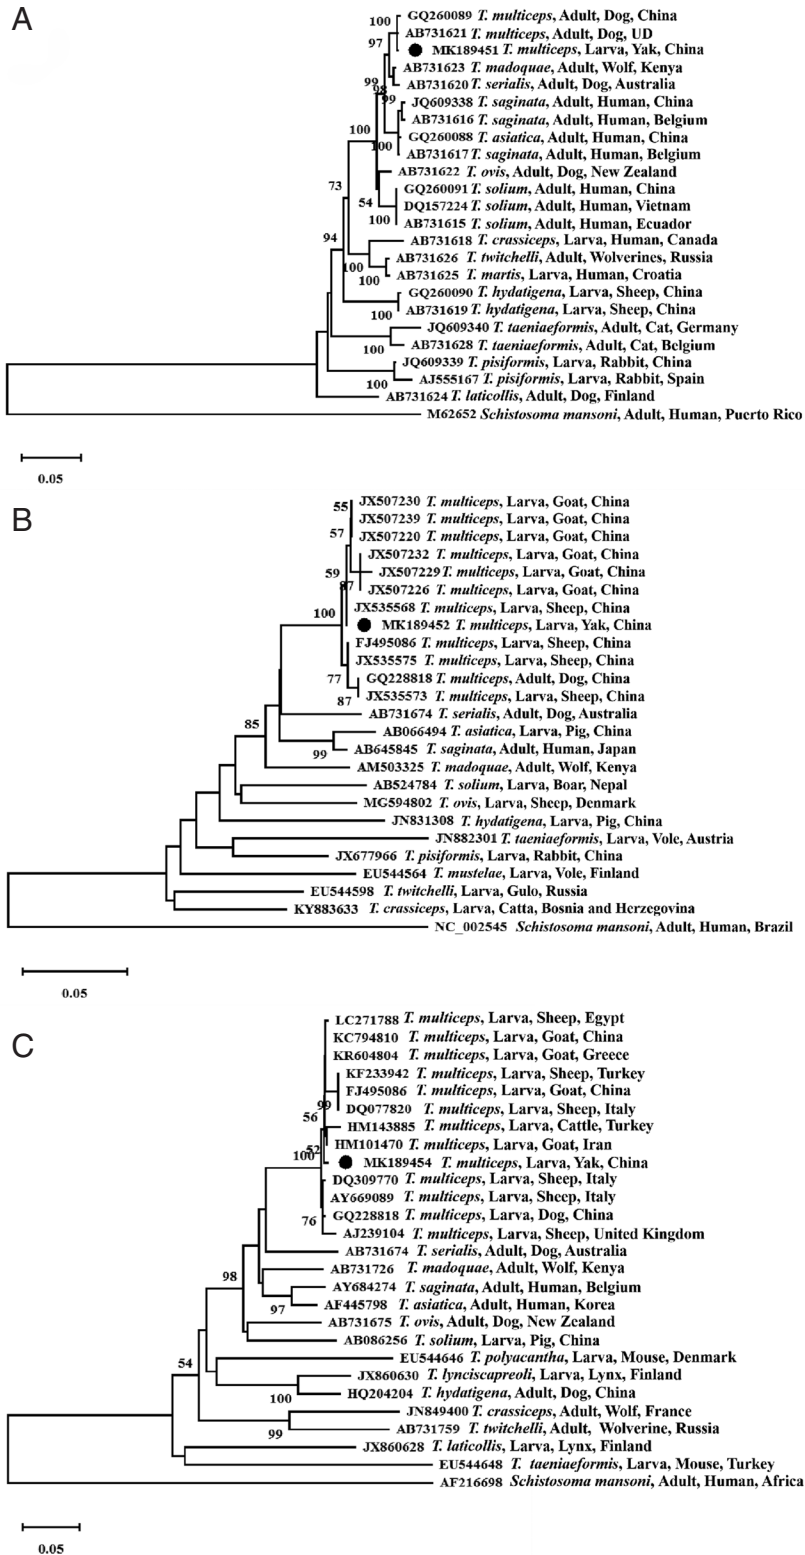 A
GQ260089 T. multiceps, Adult, Dog, China
100
AB731621 T. multiceps, Adult, Dog, UD
97
MK189451 T. multiceps, Larva, Yak, China
AB731623 T. madoquae, Adult, Wolf, Kenya
99
AB731620 T. serialis, Adult, Dog, Australia
98
99
JQ609338 T. saginata, Adult, Human, China
AB731616 T. saginata, Adult, Human, Belgium
100
GQ260088 T. asiatica, Adult, Human, China
100
AB731617 T. saginata, Adult, Human, Belgium
AB731622 T. ovis, Adult, Dog, New Zealand
73
GQ260091 T. solium, Adult, Human, China
54
DQ157224 T. solium, Adult, Human, Vietnam
100
AB731615 T. solium, Adult, Human, Ecuador
94
AB731618 T. crassiceps, Larva, Human, Canada
AB731626 T. twitchelli, Adult, Wolverines, Russia
100
100
AB731625 T. martis, Larva, Human, Croatia
GQ260090 T. hydatigena, Larva, Sheep, China
100
AB731619 T. hydatigena, Larva, Sheep, China
JQ609340 T. taeniaeformis, Adult, Cat, Germany
100
AB731628 T. taeniaeformis, Adult, Cat, Belgium
JQ609339 T. pisiformis, Larva, Rabbit, China
100
AJ555167 T. pisiformis, Larva, Rabbit, Spain
AB731624 T. laticollis, Adult, Dog, Finland
M62652 Schistosoma mansoni, Adult, Human, Puerto Rico
0.05
B
JX507230 T. multiceps, Larva, Goat, China
55
JX507239 T. multiceps, Larva, Goat, China
57
JX507220 T. multiceps, Larva, Goat, China
JX507232 T. multiceps, Larva, Goat, China
59
JX507229 T. multiceps, Larva, Goat, China
87
JX507226 T. multiceps, Larva, Goat, China
100
JX535568 T. multiceps, Larva, Sheep, China
MK189452 T. multiceps, Larva, Yak, China
FJ495086 T. multiceps, Larva, Sheep, China
JX535575 T. multiceps, Larva, Sheep, China
77
GQ228818 T. multiceps, Adult, Dog, China
87
JX535573 T. multiceps, Larva, Sheep, China
AB731674 T. serialis, Adult, Dog, Australia
85
AB066494 T. asiatica, Larva, Pig, China
99
AB645845 T. saginata, Adult, Human, Japan
AM503325 T. madoquae, Adult, Wolf, Kenya
AB524784 T. solium, Larva, Boar, Nepal
MG594802 T. ovis, Larva, Sheep, Denmark
JN831308 T. hydatigena, Larva, Pig, China
JN882301 T. taeniaeformis, Larva, Vole, Austria
JX677966 T. pisiformis, Larva, Rabbit, China
EU544564 T. mustelae, Larva, Vole, Finland
EU544598 T. twitchelli, Larva, Gulo, Russia
KY883633 T. crassiceps, Larva, Catta, Bosnia and Herzegovina
NC_002545 Schistosoma mansoni, Adult, Human, Brazil
0.05
C
LC271788 T. multiceps, Larva, Sheep, Egypt
KC794810 T. multiceps, Larva, Goat, China
KR604804 T. multiceps, Larva, Goat, Greece
KF233942 T. multiceps, Larva, Sheep, Turkey
FJ495086 T. multiceps, Larva, Goat, China
99
DQ077820 T. multiceps, Larva, Sheep, Italy
56
HM143885 T. multiceps, Larva, Cattle, Turkey
52
HM101470 T. multiceps, Larva, Goat, Iran
100
MK189454 T. multiceps, Larva, Yak, China
DQ309770 T. multiceps, Larva, Sheep, Italy
AY669089 T. multiceps, Larva, Sheep, Italy
76
GQ228818 T. multiceps, Larva, Dog, China
AJ239104 T. multiceps, Larva, Sheep, United Kingdom
AB731674 T. serialis, Adult, Dog, Australia
98
AB731726 T. madoquae, Adult, Wolf, Kenya
AY684274 T. saginata, Adult, Human, Belgium
97
AF445798 T. asiatica, Adult, Human, Korea
AB731675 T. ovis, Adult, Dog, New Zealand
AB086256 T. solium, Larva, Pig, China
54
EU544646 T. polyacantha, Larva, Mouse, Denmark
JX860630 T. lynciscapreoli, Larva, Lynx, Finland
100
HQ204204 T. hydatigena, Adult, Dog, China
JN849400 T. crassiceps, Adult, Wolf, France
99
AB731759 T. twitchelli, Adult, Wolverine, Russia
JX860628 T. laticollis, Larva, Lynx, Finland
EU544648 T. taeniaeformis, Larva, Mouse, Turkey
AF216698 Schistosoma mansoni, Adult, Human, Africa
0.05